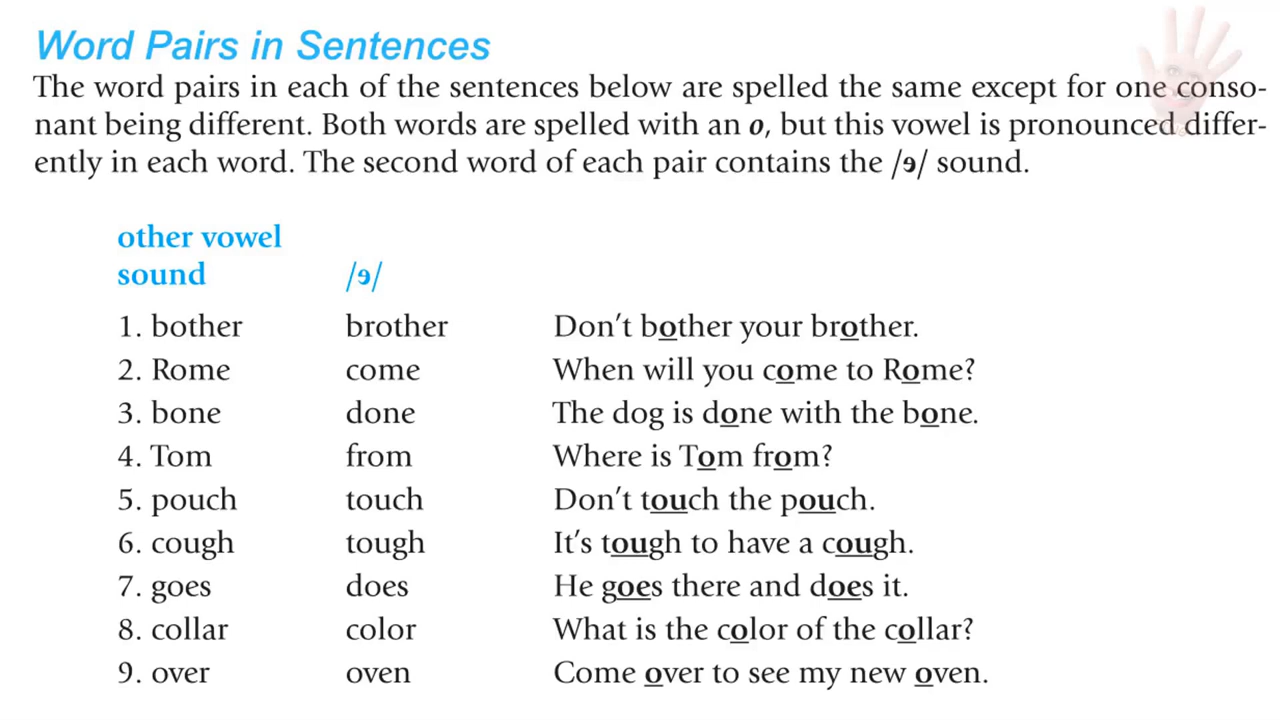 Word Pairs in Sentences
The word pairs in each of the sentences below are spelled the same except for one conso-
nant being different. Both words are spelled with an o, but this vowel is pronounced differ-
ently in each word. The second word of each pair contains the /ɘ/ sound.
other vowel
sound /ɘ/
1. bother brother Don't bother your brother.
2. Rome come When will you come to Rome?
3. bone done The dog is done with the bone.
4. Tom from Where is Tom from?
5. pouch touch Don't touch the pouch.
6. cough tough It's tough to have a cough.
7. goes does He goes there and does it.
8. collar color What is the color of the collar?
9. over oven Come over to see my new oven.